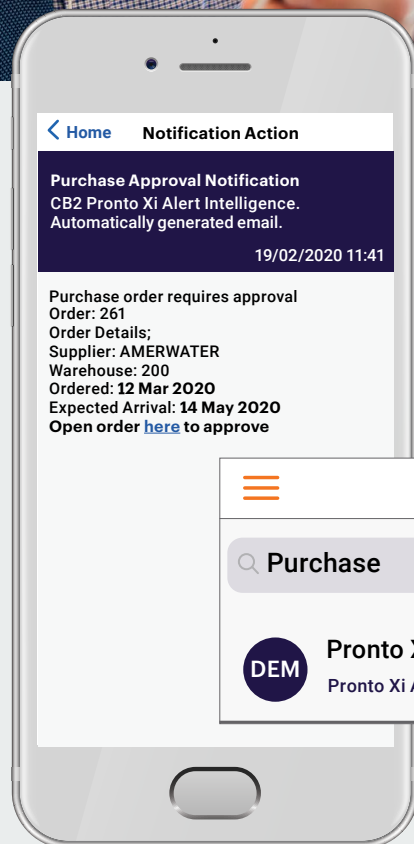 Home Notification Action
Purchase Approval Notification
CB2 Pronto Xi Alert Intelligence.
Automatically generated email.
19/02/2020 11:41
Purchase order requires approval
Order: 261
Order Details;
Supplier: AMERWATER
Warehouse: 200
Ordered: 12 Mar 2020
Expected Arrival: 14 May 2020
Open order here to approve
Purchase
DEM
Pronto
Pronto Xi